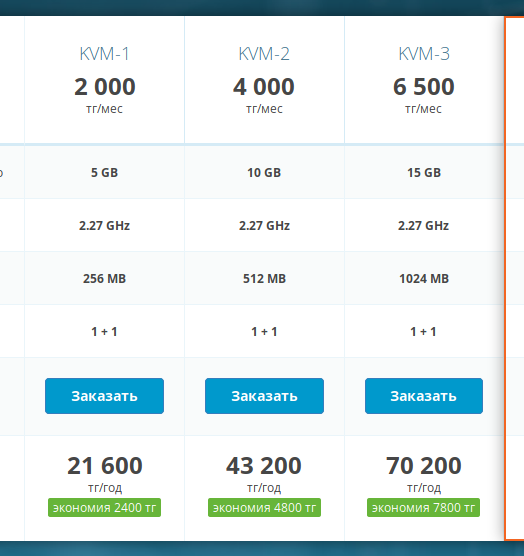 KVM-1 KVM-2 KVM-3
2 000 4 000 6 500
тг/мес тг/мес тг/мес
5 GB 10 GB 15 GB
2.27 GHz 2.27 GHz 2.27 GHz
256 MB 512 MB 1024 MB
1 + 1 1 + 1 1 + 1
Заказать Заказать Заказать
21 600 43 200 70 200
тг/год тг/год тг/год
экономия 2400 тг экономия 4800 тг экономия 7800 тг